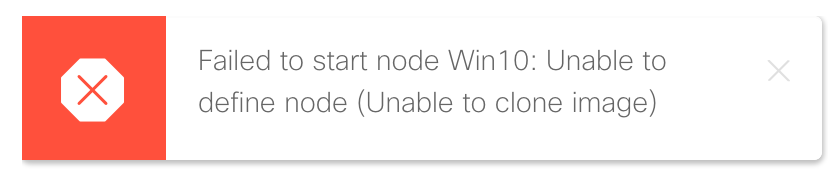 Failed to start node Win10: Unable to
define node (Unable to clone image)